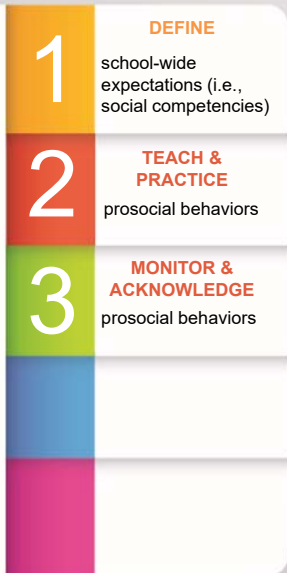 1
DEFINE
school-wide
expectations (i.e.,
social competencies)
2
TEACH &
PRACTICE
prosocial behaviors
3
MONITOR &
ACKNOWLEDGE
prosocial behaviors